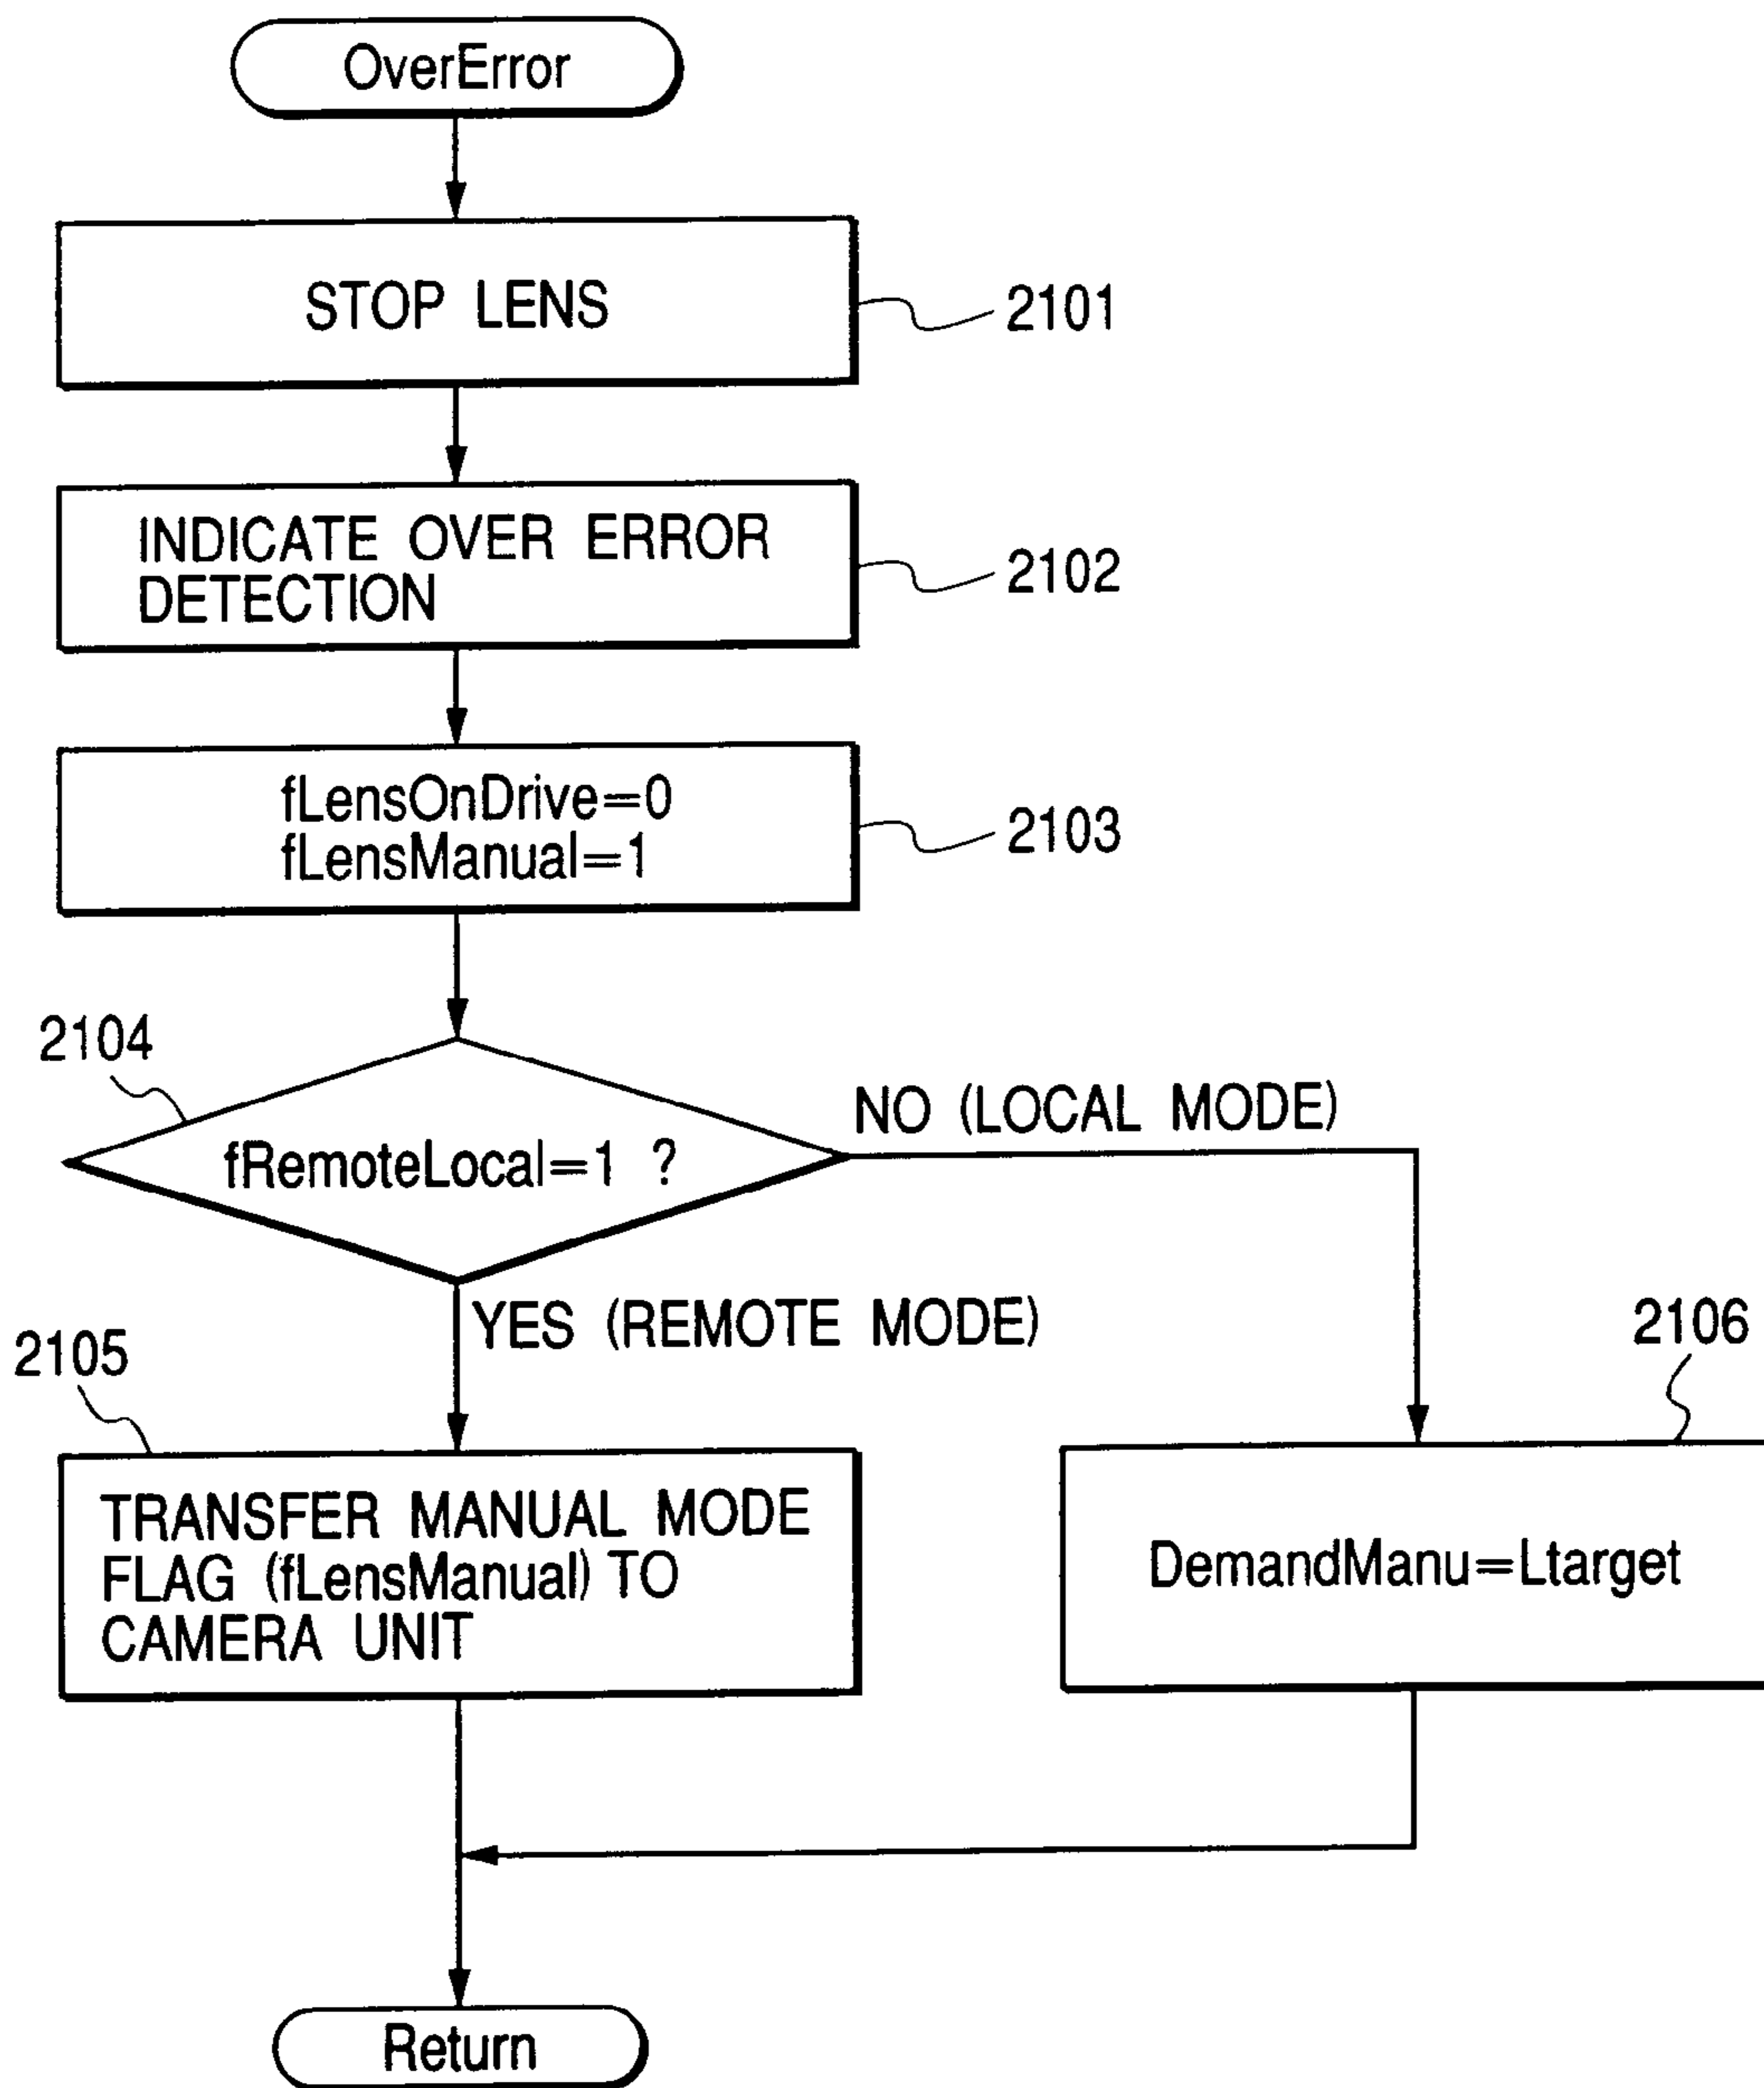 OverError
STOP LENS
2101
INDICATE OVER ERROR
DETECTION
2102
fLensOnDrive=0
fLensManual=1
2103
2104
fRemoteLocal=1 ?
NO (LOCAL MODE)
YES (REMOTE MODE)
2105
TRANSFER MANUAL MODE
FLAG (fLensManual) TO
CAMERA UNIT
2106
DemandManu=Ltarget
Return